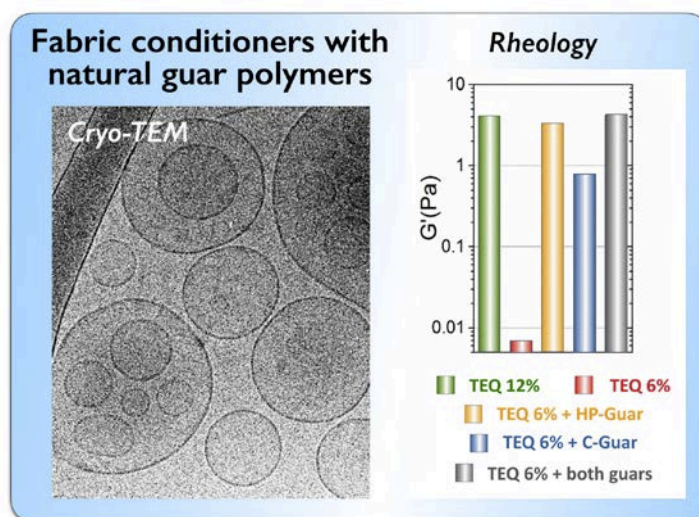 Fabric conditioners with
natural guar polymers
Cryo-TEM
Rheology
10
1
0.1
0.01
G'(Pa)
TEQ 12% TEQ 6%
TEQ 6% + HP-Guar
TEQ 6% + C-Guar
TEQ 6% + both guars